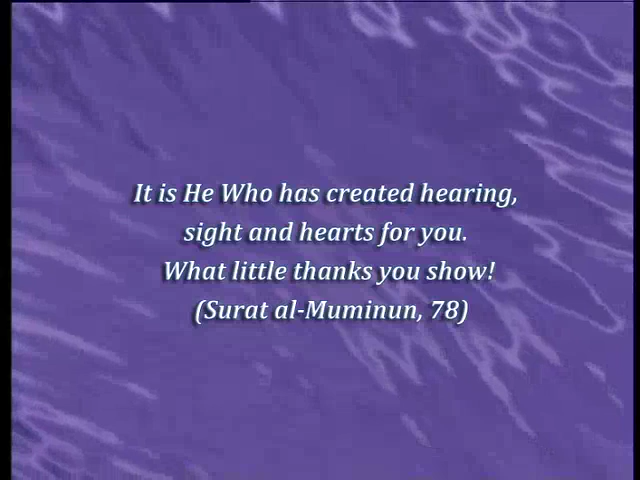 It is He Who has created hearing,
sight and hearts for you.
What little thanks you show!
(Surat al-Muminun, 78)